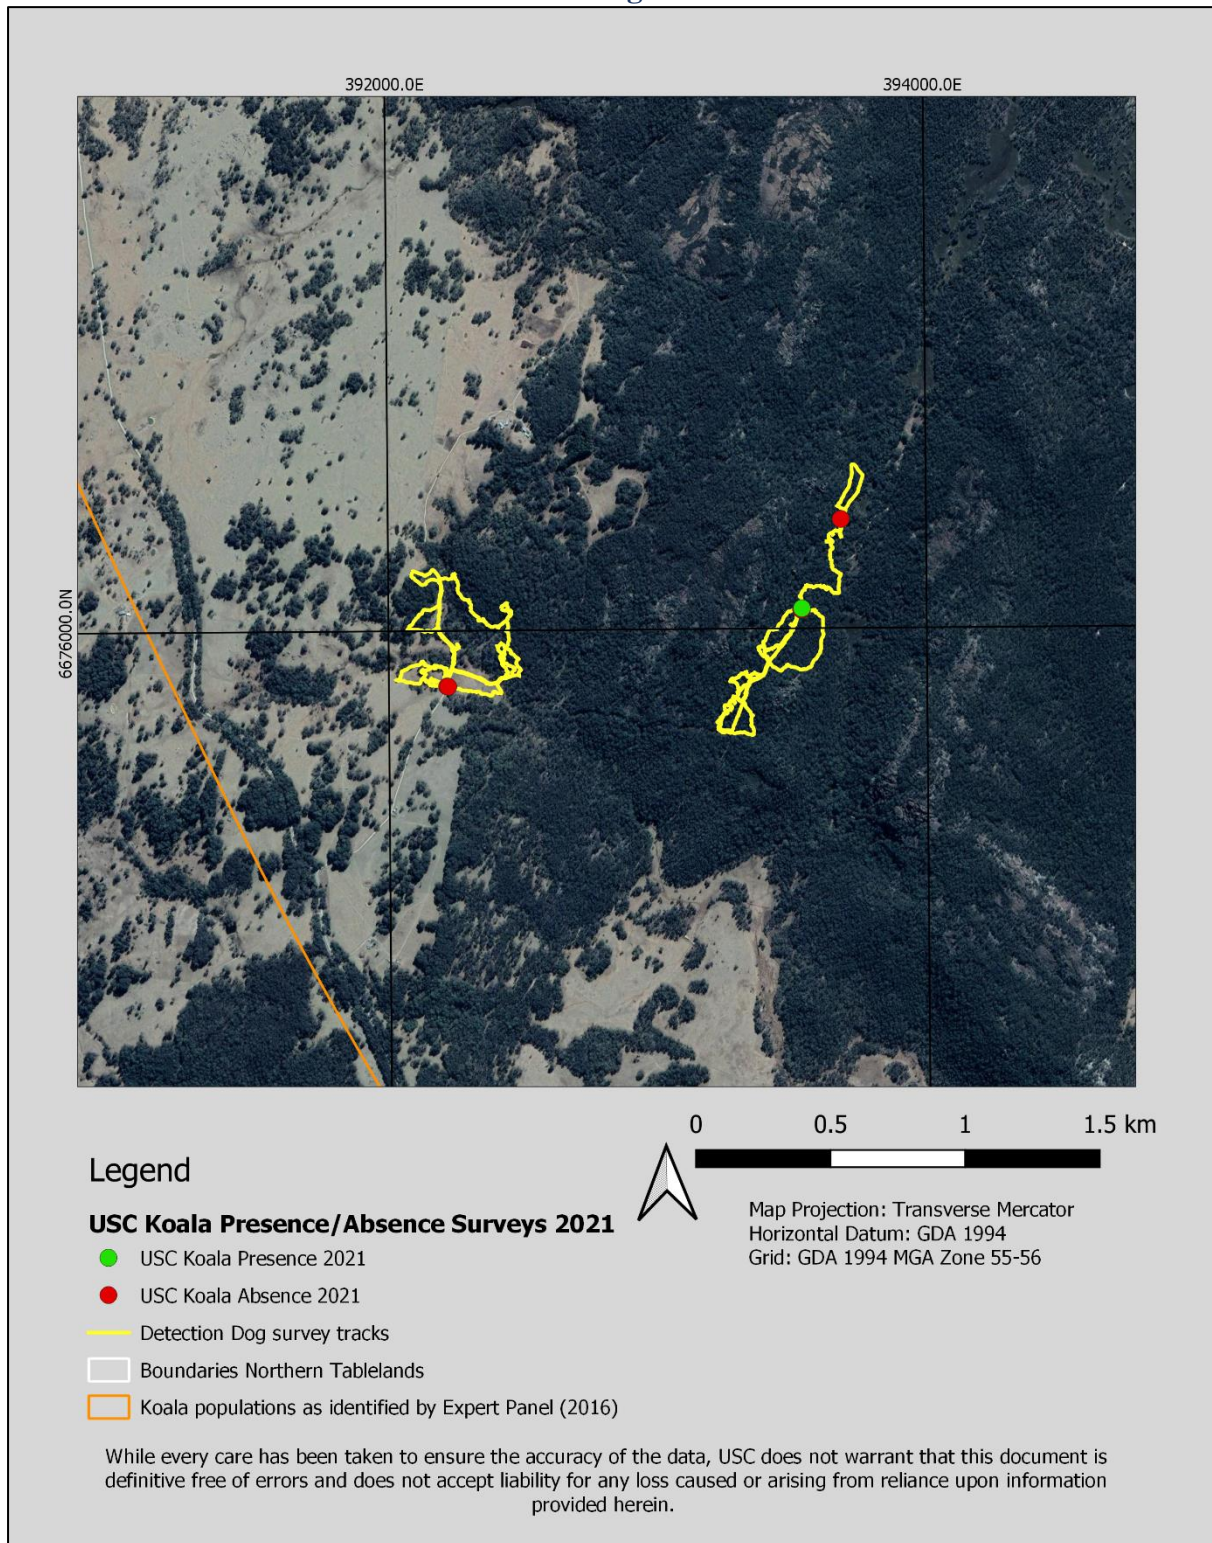 392000.0E
394000.0E
6676000.0N
0 0.5 1 1.5 km
Legend
Map Projection: Transverse Mercator
Horizontal Datum: GDA 1994
Grid: GDA 1994 MGA Zone 55-56
USC Koala Presence/Absence Surveys 2021
USC Koala Presence 2021
USC Koala Absence 2021
Detection Dog survey tracks
Boundaries Northern Tablelands
Koala populations as identified by Expert Panel (2016)
While every care has been taken to ensure the accuracy of the data, USC does not warrant that this document is
definitive free of errors and does not accept liability for any loss caused or arising from reliance upon information
provided herein.